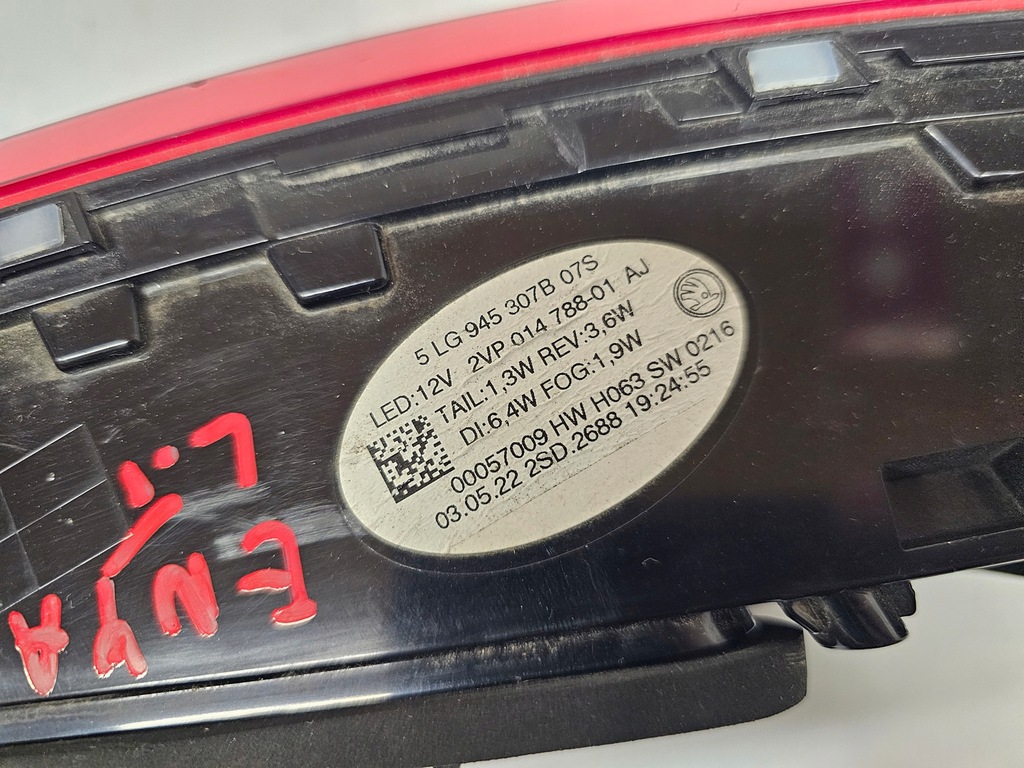 5 LG 945 307B 07S
LED:12V 2VP 014 788-01 AJ
TAIL:1,3W REV:3,6W
DI:6,4W FOG:1,9W
00057009 HW H063 SW 0216
03.05.22 2SD.2688 19:24:55
ENYA
L.